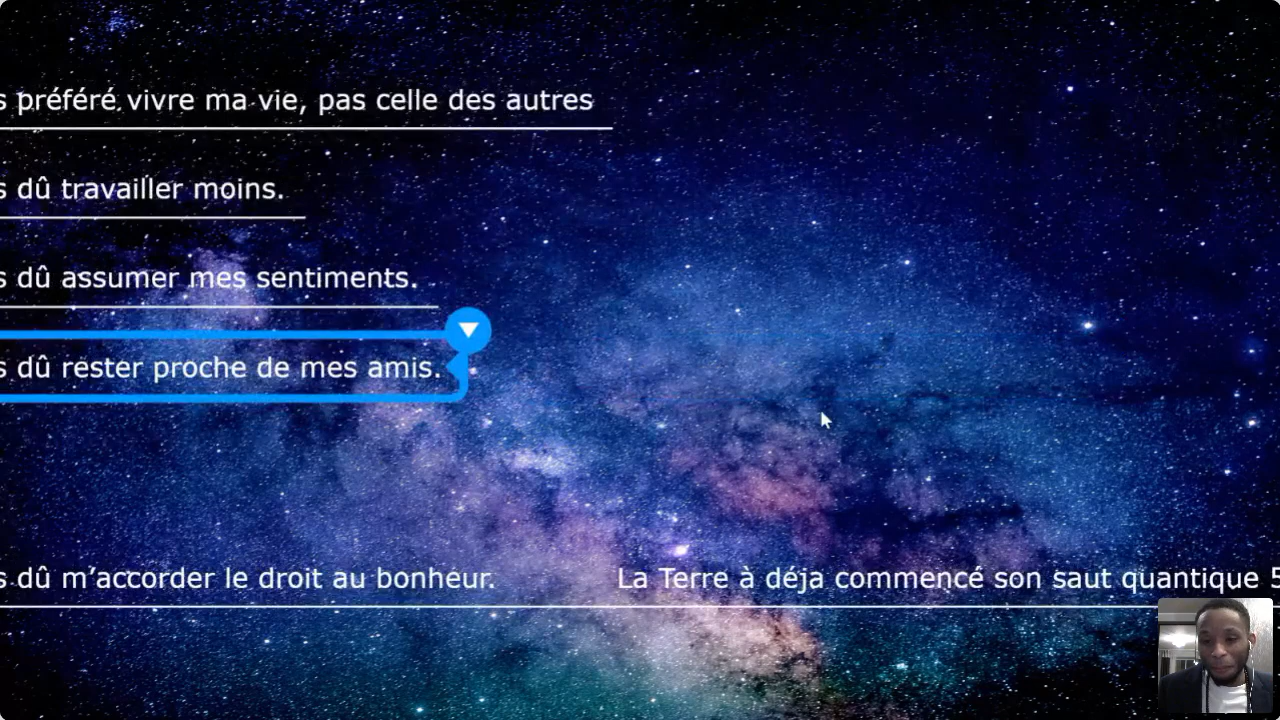 s préféré vivre ma vie, pas celle des autres
s dû travailler moins.
s dû assumer mes sentiments.
s dû rester proche de mes amis.
s dû m’accorder le droit au bonheur.
La Terre à déja commencé son saut quantique 5